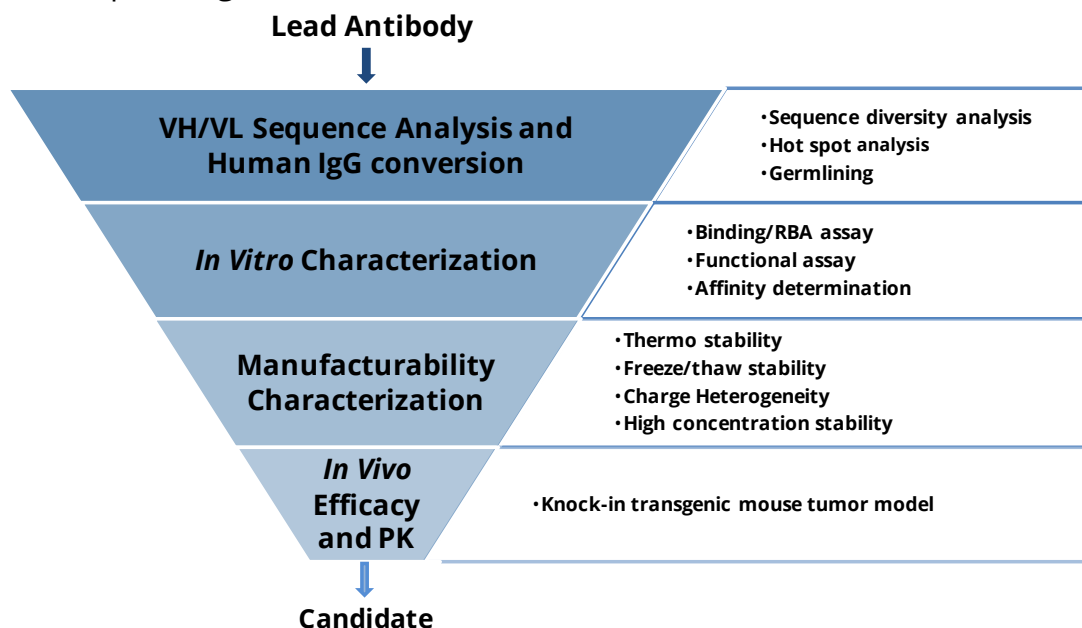 Lead Antibody
VH/VL Sequence Analysis and
Human IgG conversion
•Sequence diversity analysis
•Hot spot analysis
•Germlining
In Vitro Characterization
•Binding/RBA assay
•Functional assay
•Affinity determination
Manufacturability
Characterization
•Thermo stability
•Freeze/thaw stability
•Charge Heterogeneity
•High concentration stability
In Vivo
Efficacy
and PK
•Knock-in transgenic mouse tumor model
Candidate